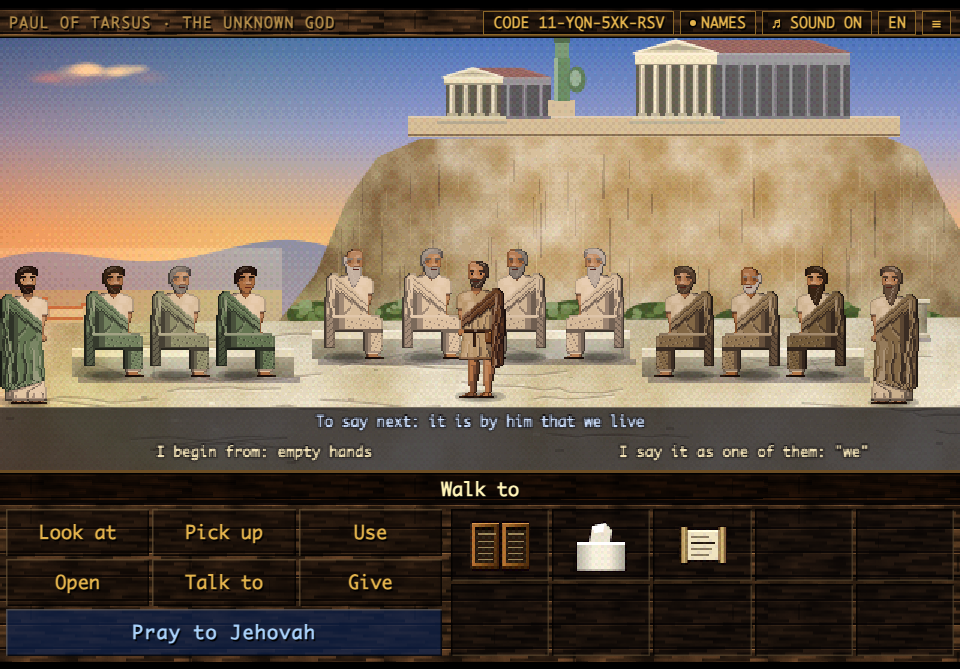 PAUL OF TARSUS · THE UNKNOWN GOD
CODE 11-YQN-5XK-RSV
• NAMES
♬ SOUND ON
EN
≡
To say next: it is by him that we live
I begin from: empty hands
I say it as one of them: "we"
Walk to
Look at
Pick up
Use
Open
Talk to
Give
Pray to Jehovah